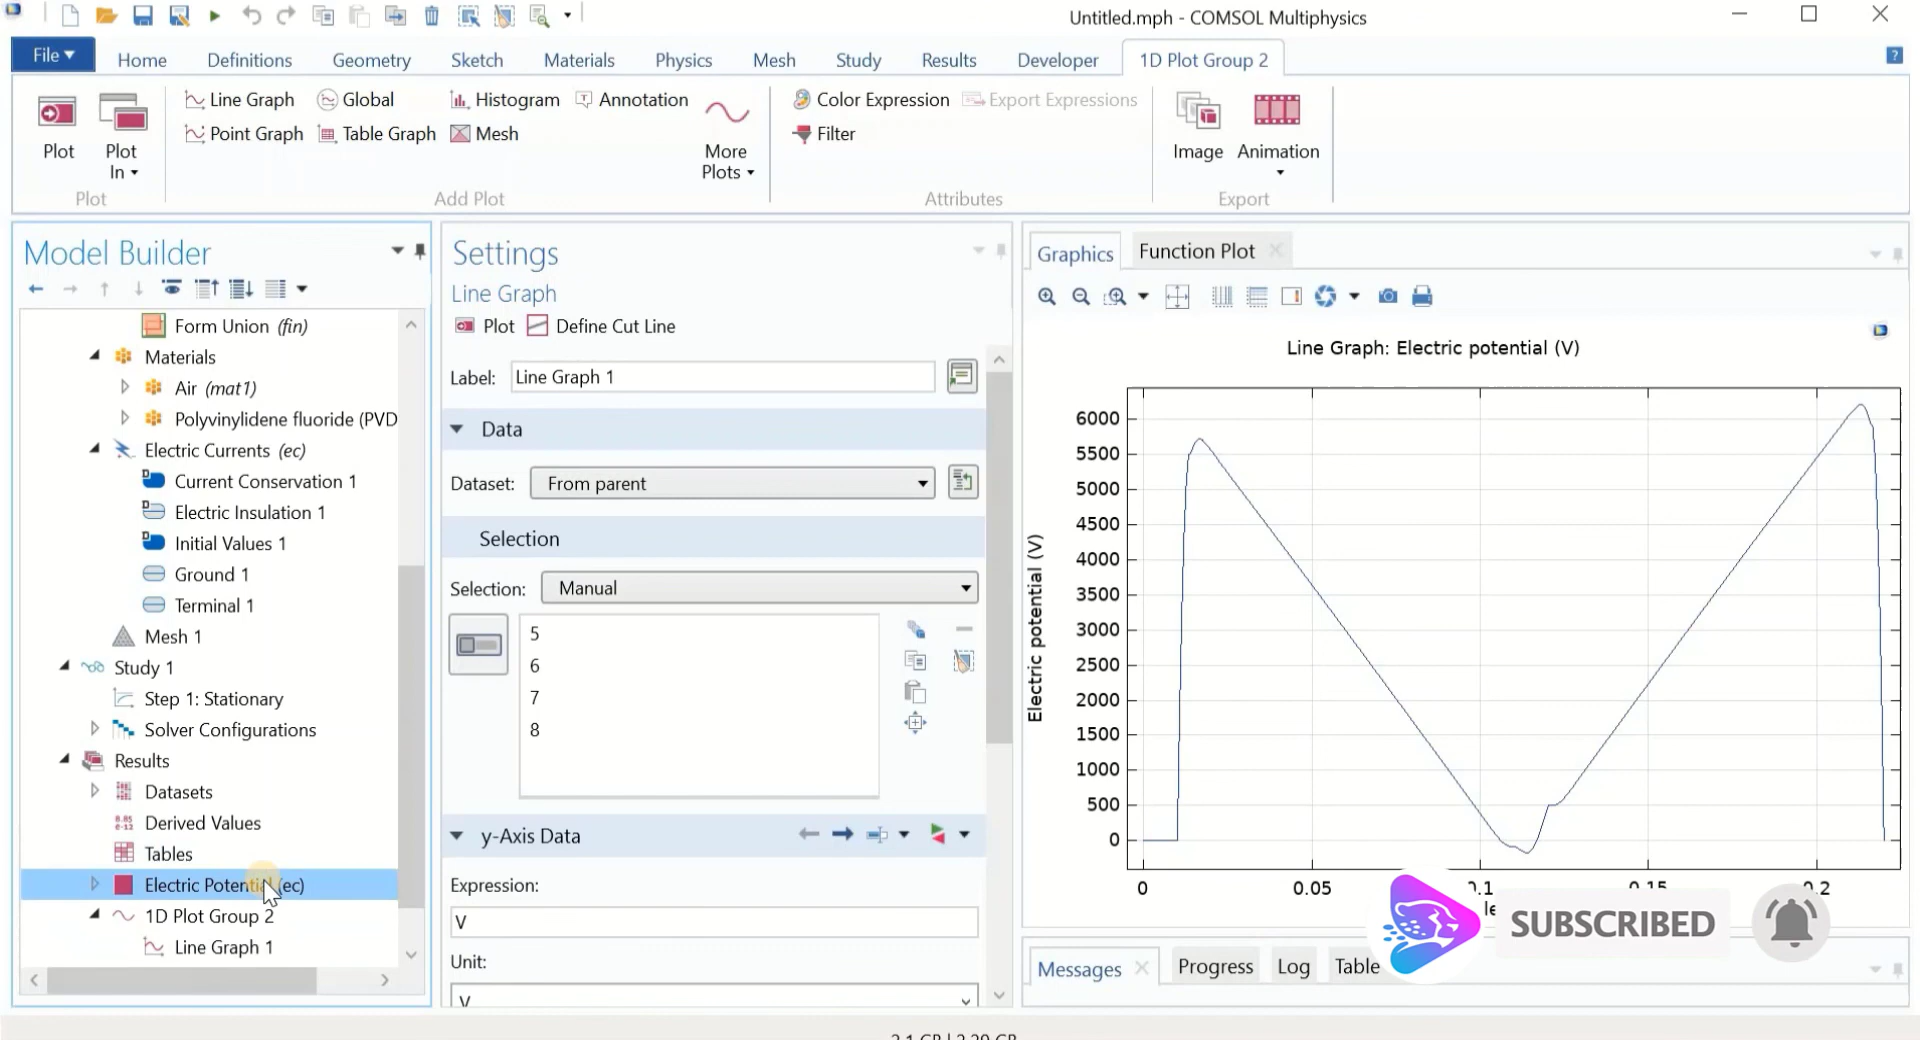 Untitled.mph - COMSOL Multiphysics
File
Home
Definitions
Geometry
Sketch
Materials
Physics
Mesh
Study
Results
Developer
1D Plot Group 2
Plot
Plot In
Line Graph
Point Graph
Global
Table Graph
Histogram
Mesh
Annotation
More Plots
Color Expression
Filter
Export Expressions
Image
Animation
Plot
Add Plot
Attributes
Export
Model Builder
Form Union (fin)
Materials
Air (mat1)
Polyvinylidene fluoride (PVD
Electric Currents (ec)
Current Conservation 1
Electric Insulation 1
Initial Values 1
Ground 1
Terminal 1
Mesh 1
Study 1
Step 1: Stationary
Solver Configurations
Results
Datasets
Derived Values
Tables
Electric Potential (ec)
1D Plot Group 2
Line Graph 1
Settings
Line Graph
Plot
Define Cut Line
Label: Line Graph 1
Data
Dataset: From parent
Selection
Selection: Manual
5
6
7
8
y-Axis Data
Expression:
V
Unit:
V
Graphics
Function Plot
Line Graph: Electric potential (V)
Electric potential (V)
6000
5500
5000
4500
4000
3500
3000
2500
2000
1500
1000
500
0
0 0.05
SUBSCRIBED
Messages
Progress
Log
Table